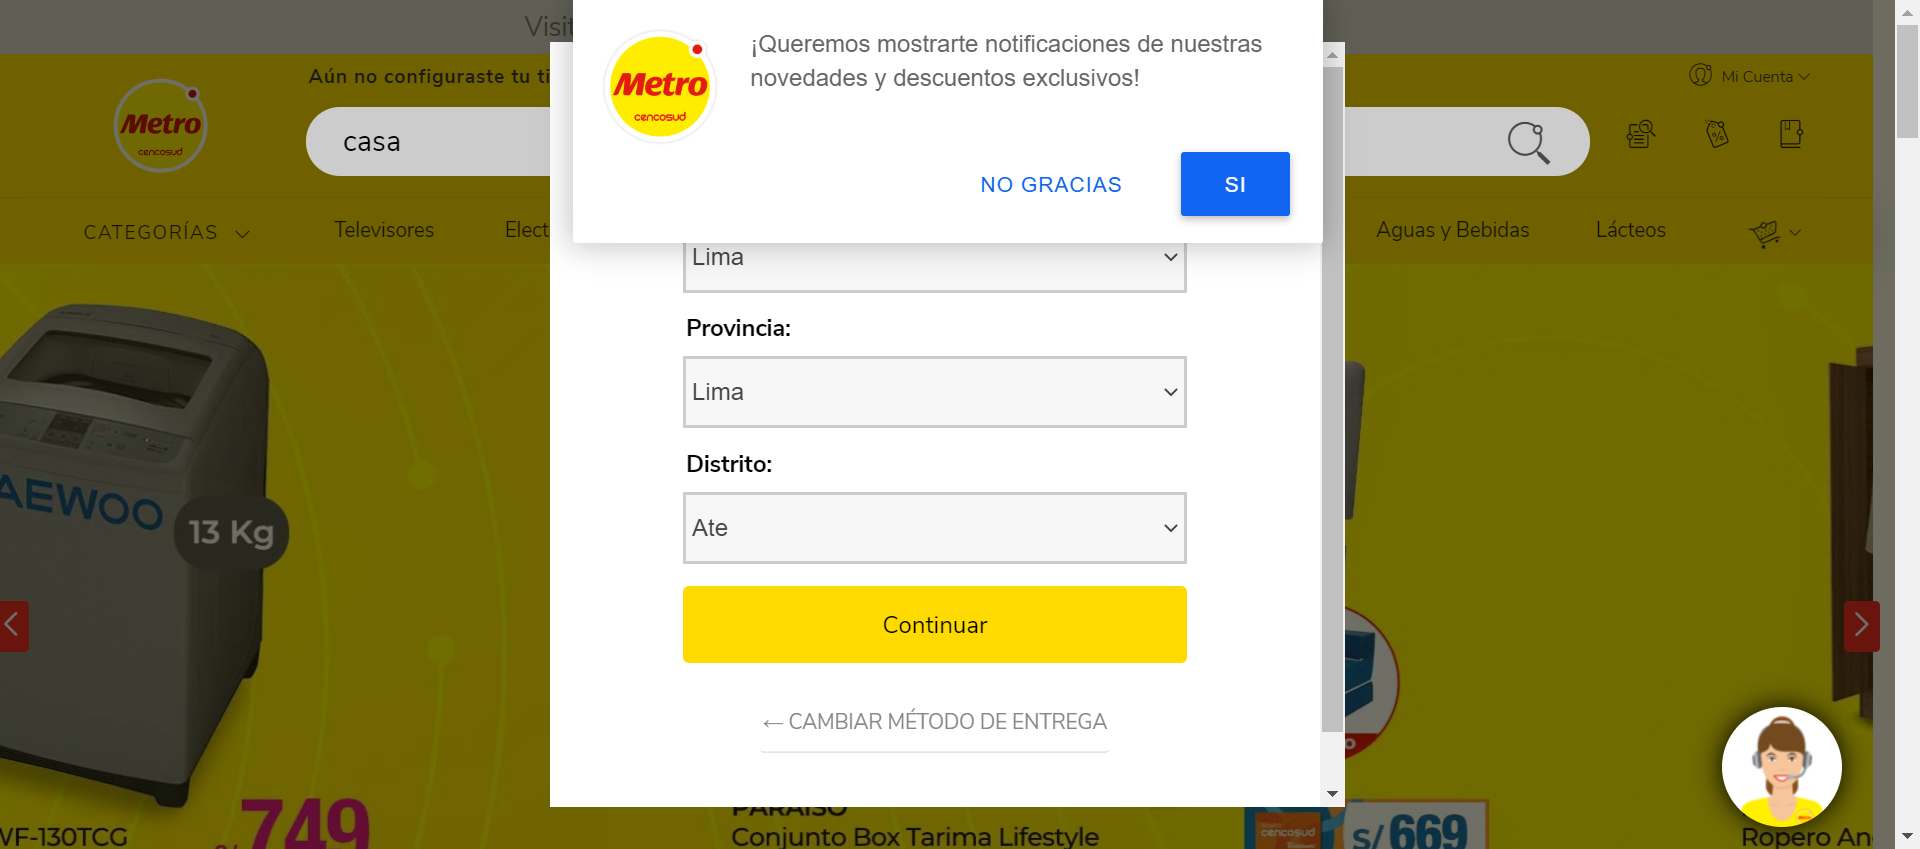 Visit
¡Queremos mostrarte notificaciones de nuestras
novedades y descuentos exclusivos!
Metro
cencosud
NO GRACIAS
SI
Aún no configuraste tu ti
Mi Cuenta
Metro
cencosud
casa
%
CATEGORÍAS
Televisores
Elect
Aguas y Bebidas
Lácteos
Lima
Provincia:
Lima
Distrito:
Ate
Continuar
← CAMBIAR MÉTODO DE ENTREGA
AEWOO
13 Kg
WF-130TCG
749
PARAISO
Conjunto Box Tarima Lifestyle
cencosud
S/ 669
Ropero An